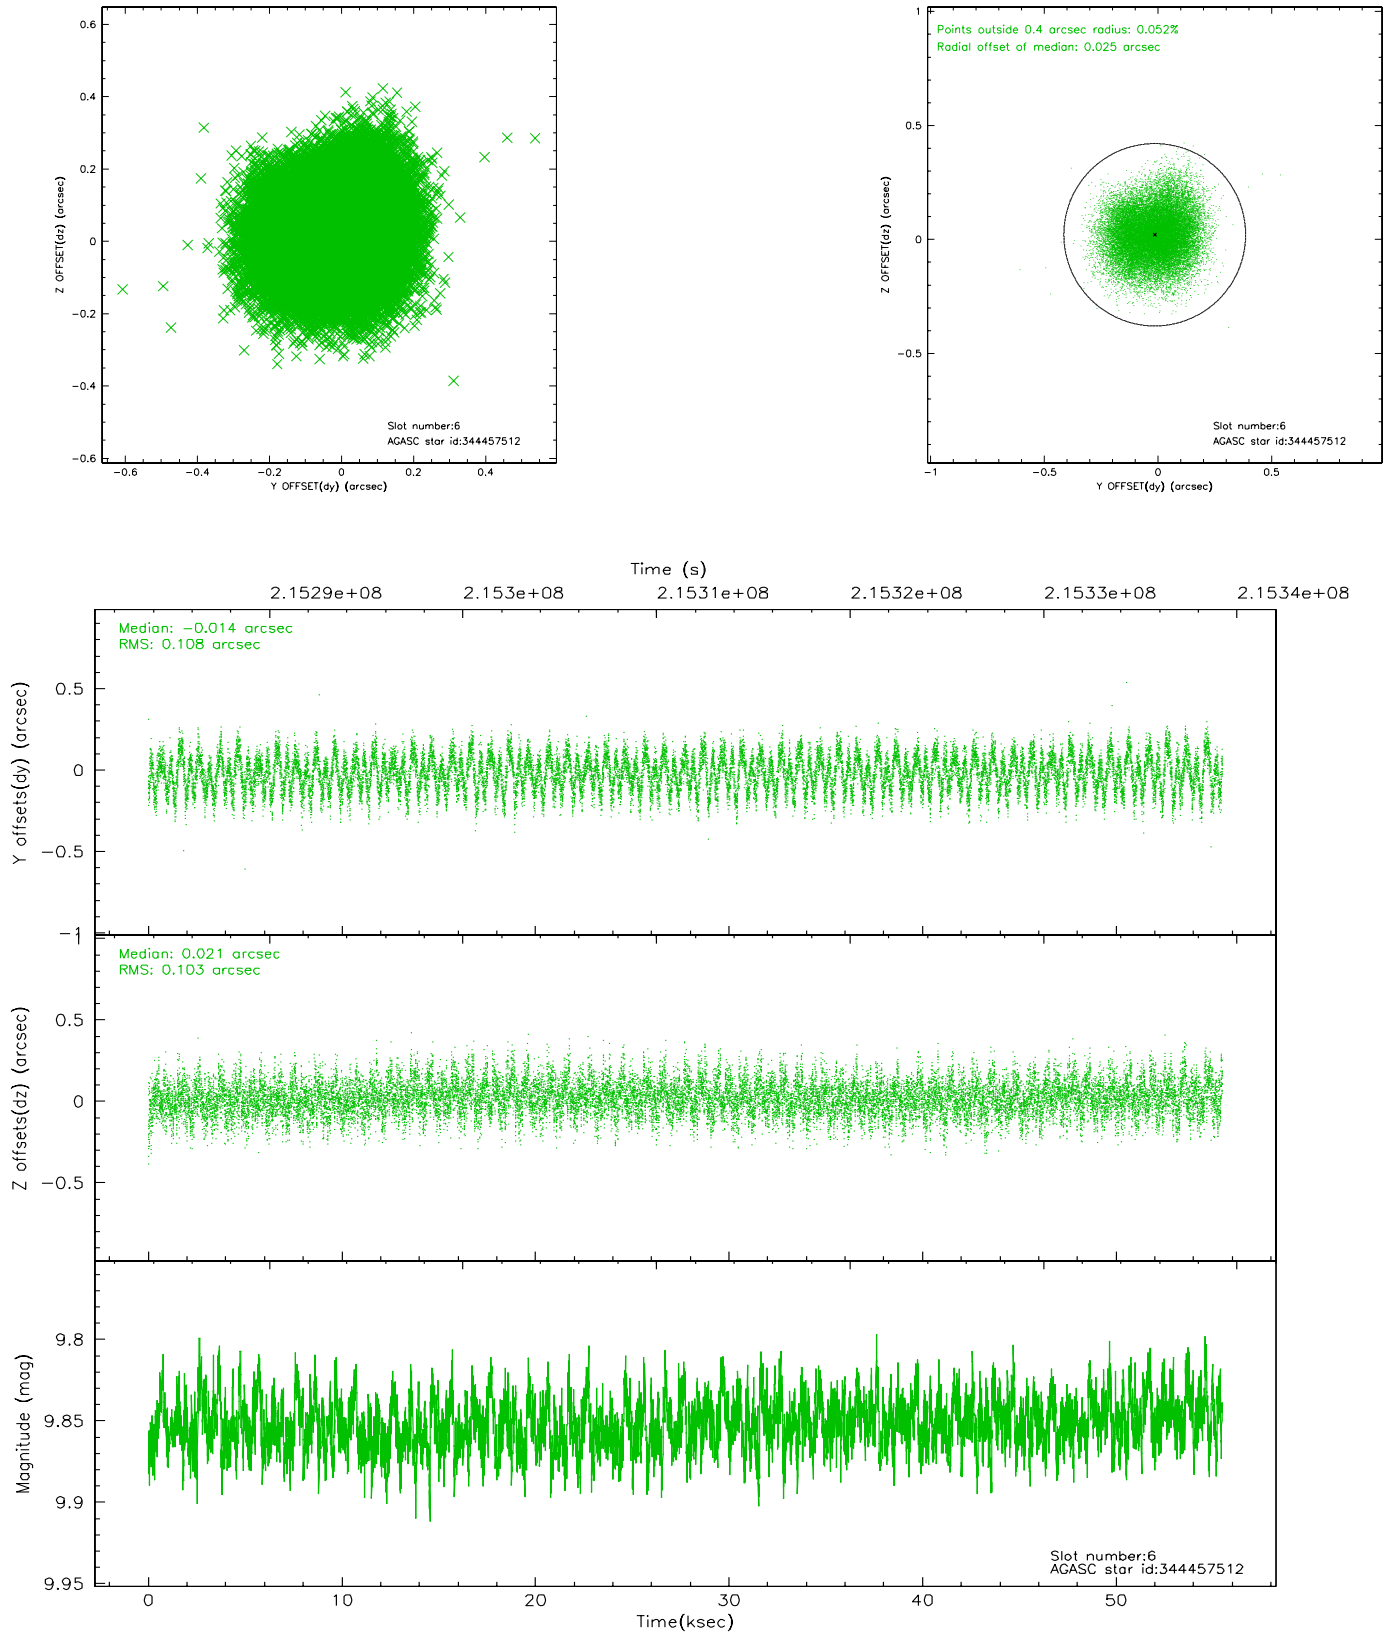 0.6
0.4
0.2
0
-0.2
-0.4
-0.6
Z OFFSET(dz) (arcsec)
Slot number:6
AGASC star id:344457512
-0.6 -0.4 -0.2 0 0.2 0.4
Y OFFSET(dy) (arcsec)
1
0.5
0
-0.5
Z OFFSET(dz) (arcsec)
Points outside 0.4 arcsec radius: 0.052%
Radial offset of median: 0.025 arcsec
Slot number:6
AGASC star id:344457512
-1 -0.5 0 0.5
Y OFFSET(dy) (arcsec)
Time (s)
2.1529e+08 2.153e+08 2.1531e+08 2.1532e+08 2.1533e+08 2.1534e+08
Median: -0.014 arcsec
RMS: 0.108 arcsec
0.5
0
-0.5
-1
Y offsets(dy) (arcsec)
Median: 0.021 arcsec
RMS: 0.103 arcsec
1
0.5
0
-0.5
Z offsets(dz) (arcsec)
9.8
9.85
9.9
9.95
Magnitude (mag)
Slot number:6
AGASC star id:344457512
0 10 20 30 40 50
Time(ksec)